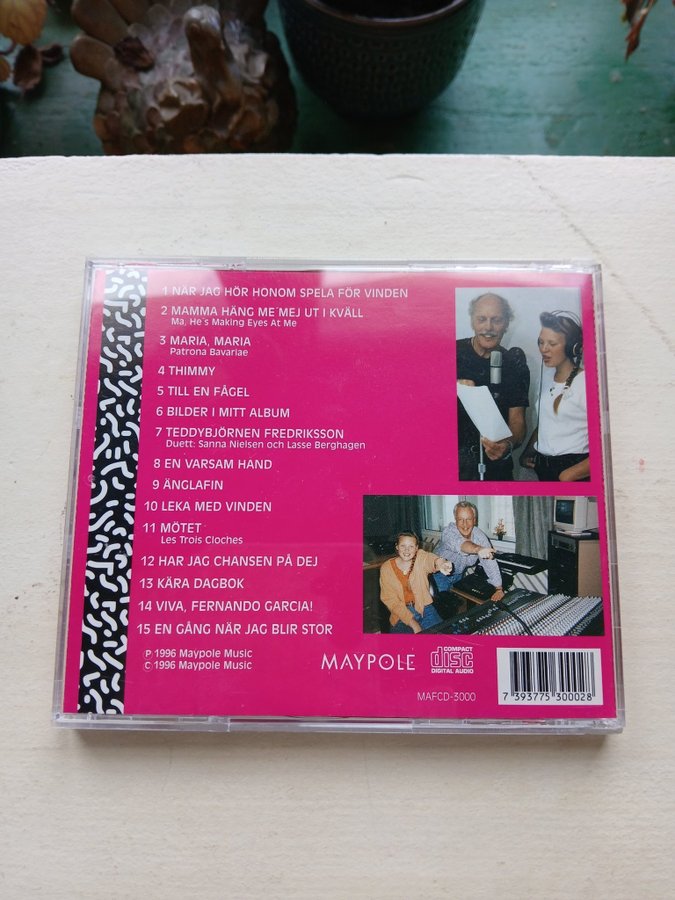 1 NÄR JAG HÖR HONOM SPELA FÖR VINDEN
2 MAMMA HÄNG ME´MEJ UT I KVÄLL
Ma, He´s Making Eyes At Me
3 MARIA, MARIA
Patrona Bavariae
4 THIMMY
5 TILL EN FÅGEL
6 BILDER I MITT ALBUM
7 TEDDYBJÖRNEN FREDRIKSSON
Duett: Sanna Nielsen och Lasse Berghagen
8 EN VARSAM HAND
9 ÄNGLAFIN
10 LEKA MED VINDEN
11 MÖTET
Les Trois Cloches
12 HAR JAG CHANSEN PÅ DEJ
13 KÄRA DAGBOK
14 VIVA, FERNANDO GARCIA!
15 EN GÅNG NÄR JAG BLIR STOR
℗ 1996 Maypole Music
© 1996 Maypole Music
MAYPOLE
COMPACT
disc
DIGITAL AUDIO
MAFCD-3000
7 393775 300028